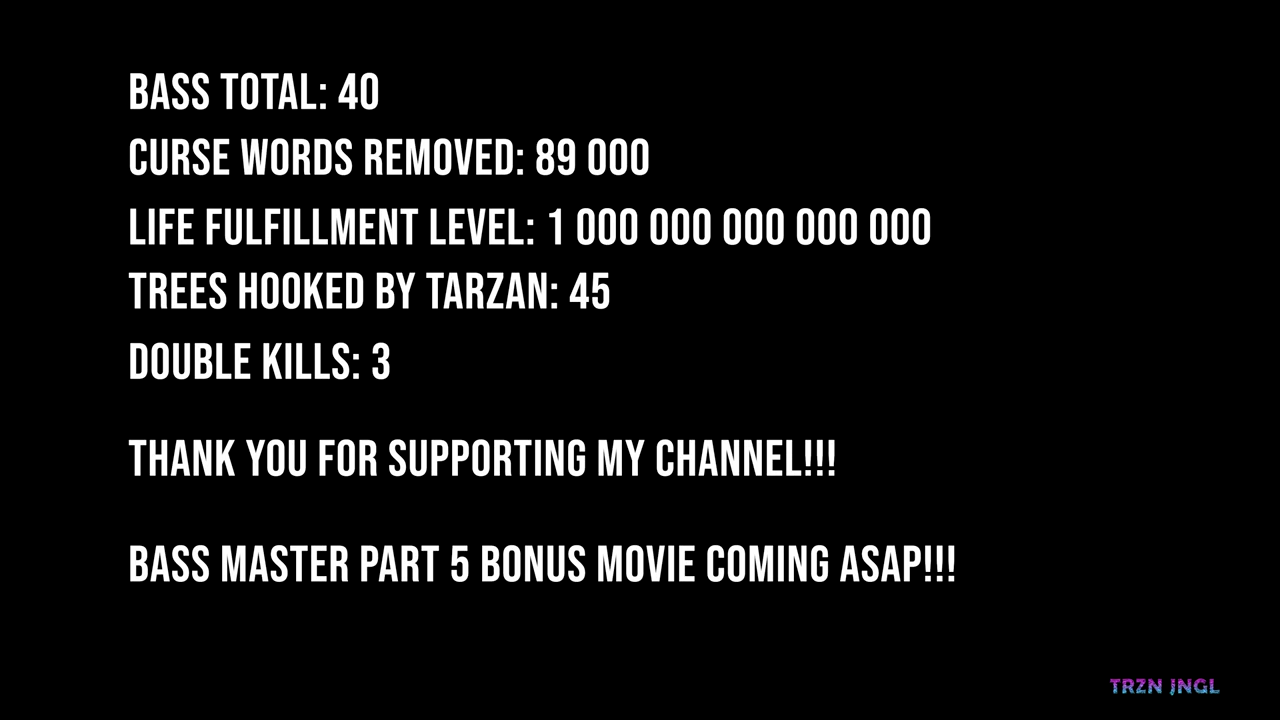 BASS TOTAL: 40
CURSE WORDS REMOVED: 89 000
LIFE FULFILLMENT LEVEL: 1 000 000 000 000 000
TREES HOOKED BY TARZAN: 45
DOUBLE KILLS: 3
THANK YOU FOR SUPPORTING MY CHANNEL!!!
BASS MASTER PART 5 BONUS MOVIE COMING ASAP!!!
TRZN JNGL